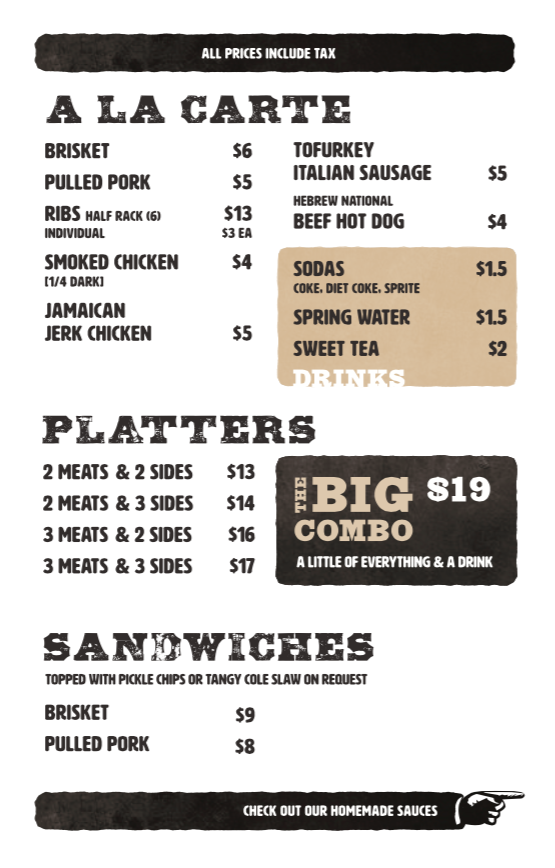 ALL PRICES INCLUDE TAX
A LA CARTE
BRISKET $6
PULLED PORK $5
RIBS HALF RACK (6) $13
INDIVIDUAL $3 EA
SMOKED CHICKEN $4
[1/4 DARK]
JAMAICAN
JERK CHICKEN $5
TOFURKEY
ITALIAN SAUSAGE $5
HEBREW NATIONAL
BEEF HOT DOG $4
SODAS $1.5
COKE, DIET COKE, SPRITE
SPRING WATER $1.5
SWEET TEA $2
DRINKS
PLATTERS
2 MEATS & 2 SIDES $13
2 MEATS & 3 SIDES $14
3 MEATS & 2 SIDES $16
3 MEATS & 3 SIDES $17
THE BIG $19
COMBO
A LITTLE OF EVERYTHING & A DRINK
SANDWICHES
TOPPED WITH PICKLE CHIPS OR TANGY COLE SLAW ON REQUEST
BRISKET $9
PULLED PORK $8
CHECK OUT OUR HOMEMADE SAUCES